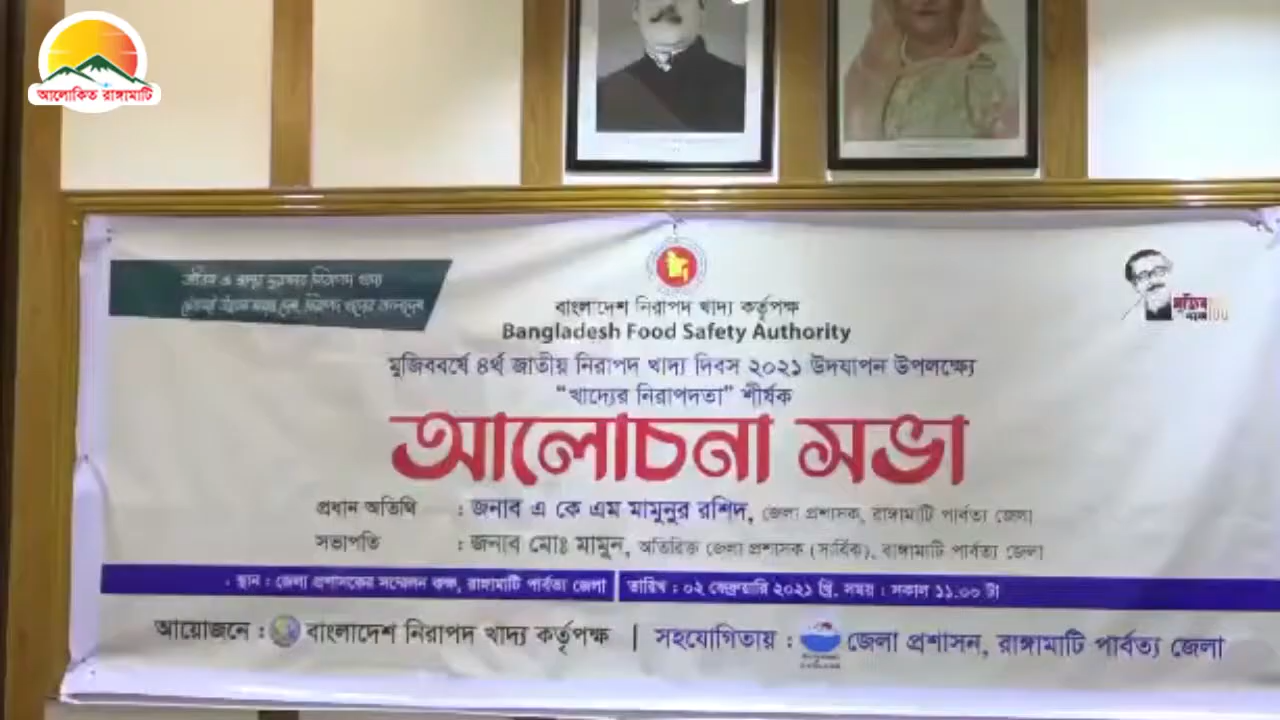 আলোকিত রাঙ্গামাটি
বাংলাদেশ নিরাপদ খাদ্য কর্তৃপক্ষ
Bangladesh Food Safety Authority
মুজিববর্ষে ৪র্থ জাতীয় নিরাপদ খাদ্য দিবস ২০২১ উদযাপন উপলক্ষ্যে
“খাদ্যের নিরাপদতা” শীর্ষক
আলোচনা সভা
প্রধান অতিথি : জনাব এ কে এম মামুনুর রশিদ, জেলা প্রশাসক, রাঙ্গামাটি পার্বত্য জেলা
সভাপতি : জনাব মোঃ মামুন, অতিরিক্ত জেলা প্রশাসক (সার্বিক), রাঙ্গামাটি পার্বত্য জেলা
স্থান : জেলা প্রশাসকের সম্মেলন কক্ষ, রাঙ্গামাটি পার্বত্য জেলা | তারিখ : ০২ ফেব্রুয়ারি ২০২১ খ্রি. সময় : সকাল ১১.০০ টা
আয়োজনে : বাংলাদেশ নিরাপদ খাদ্য কর্তৃপক্ষ | সহযোগিতায় : জেলা প্রশাসন, রাঙ্গামাটি পার্বত্য জেলা